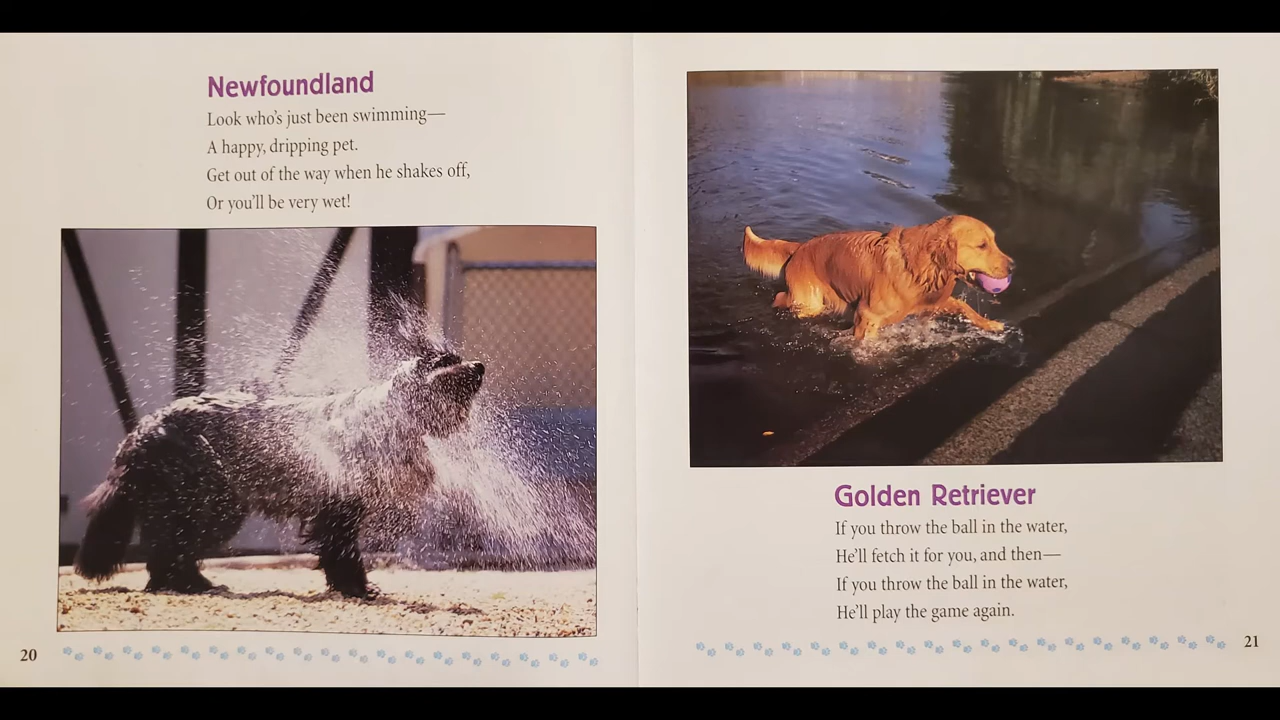 Newfoundland
Look who's just been swimming—
A happy, dripping pet.
Get out of the way when he shakes off,
Or you'll be very wet!
20
Golden Retriever
If you throw the ball in the water,
He'll fetch it for you, and then—
If you throw the ball in the water,
He'll play the game again.
21